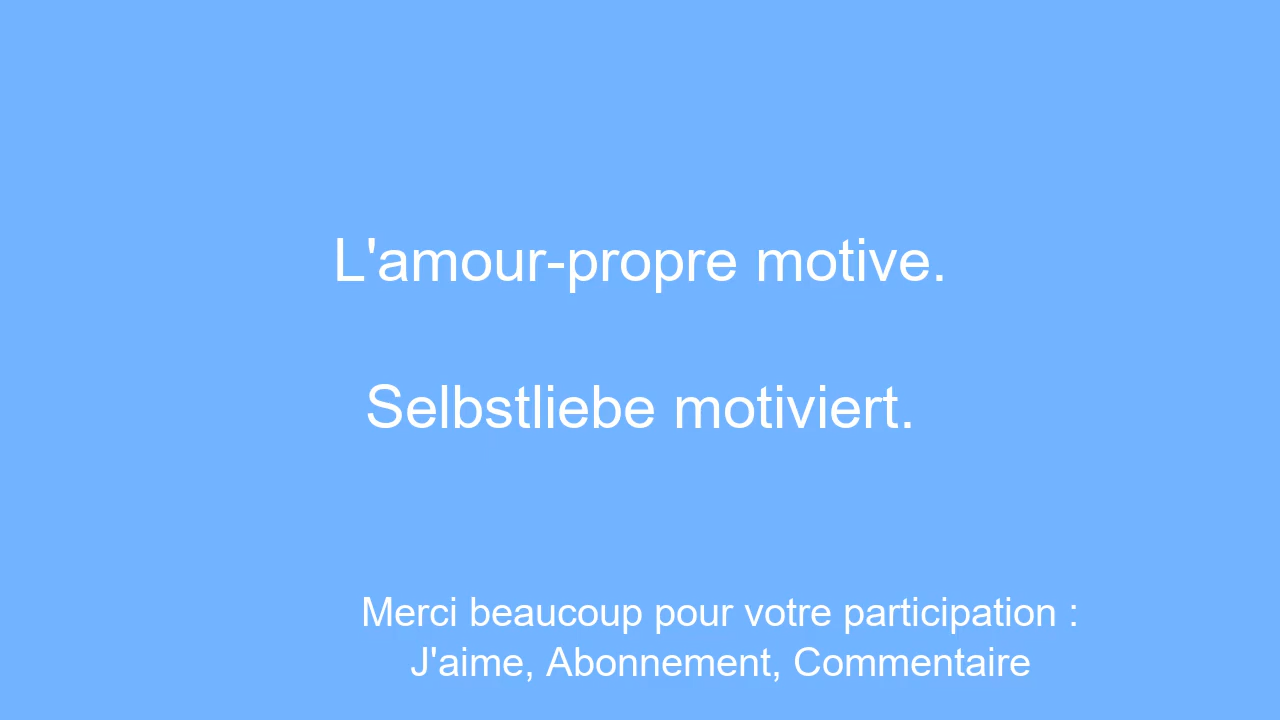 L'amour-propre motive.
Selbstliebe motiviert.
Merci beaucoup pour votre participation :
J'aime, Abonnement, Commentaire